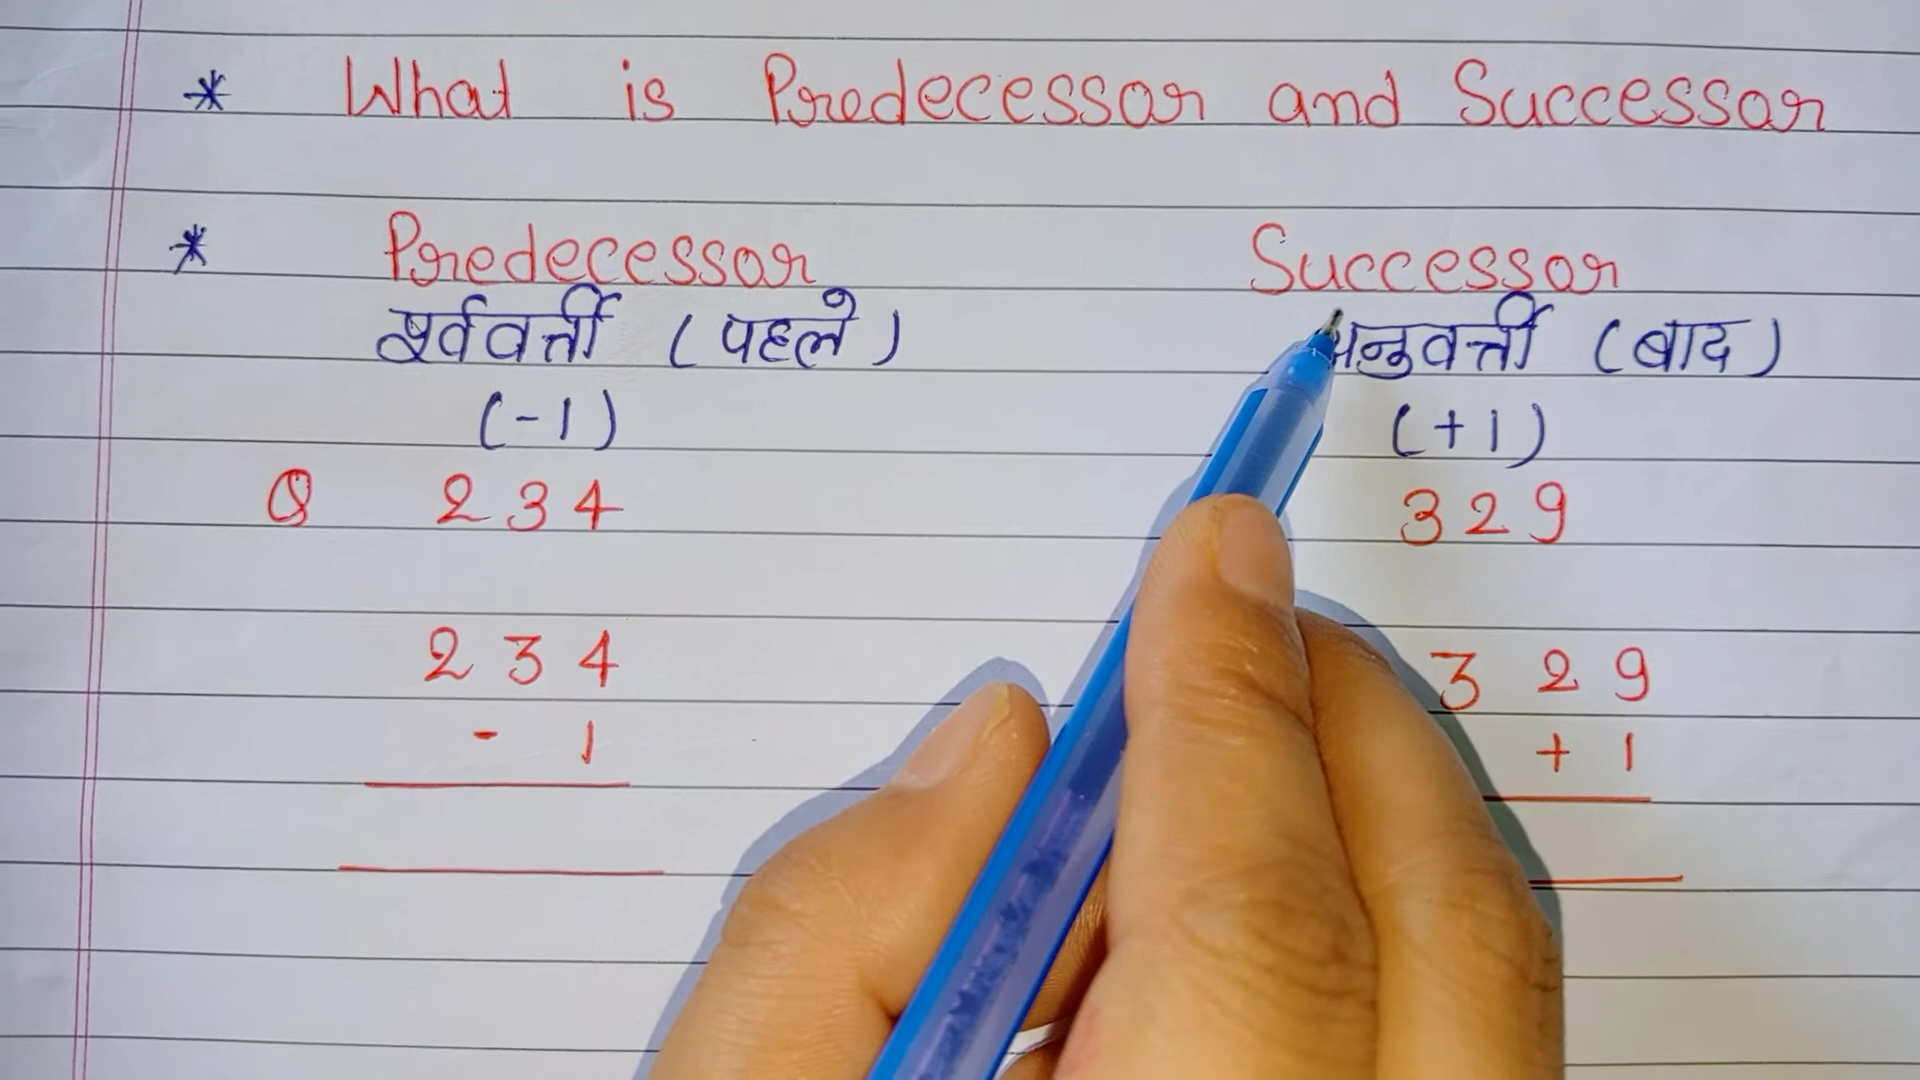 * What is Predecessor and Successor
* Predecessor Successor
पूर्ववर्त्ती (पहले) अनुवर्त्ती (बाद)
(-1) (+1)
Q 234 329
234 329
- 1 + 1